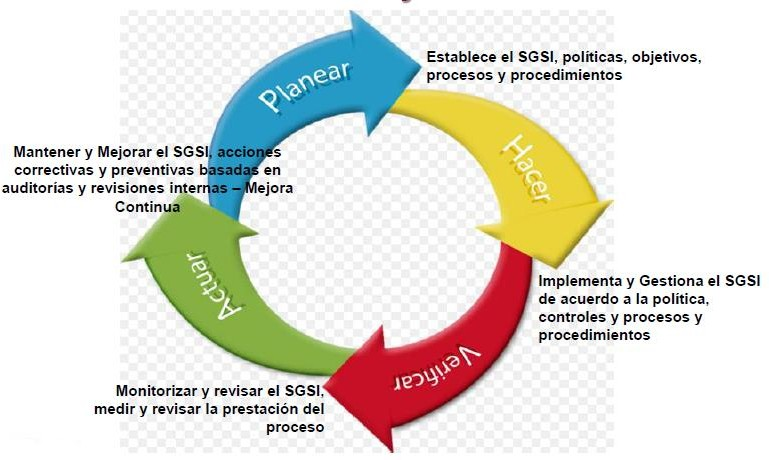 Planear
Establece el SGSI, políticas, objetivos,
procesos y procedimientos
Hacer
Implementa y Gestiona el SGSI
de acuerdo a la política,
controles y procesos y
procedimientos
Verificar
Monitorizar y revisar el SGSI,
medir y revisar la prestación del
proceso
Actuar
Mantener y Mejorar el SGSI, acciones
correctivas y preventivas basadas en
auditorías y revisiones internas – Mejora
Continua